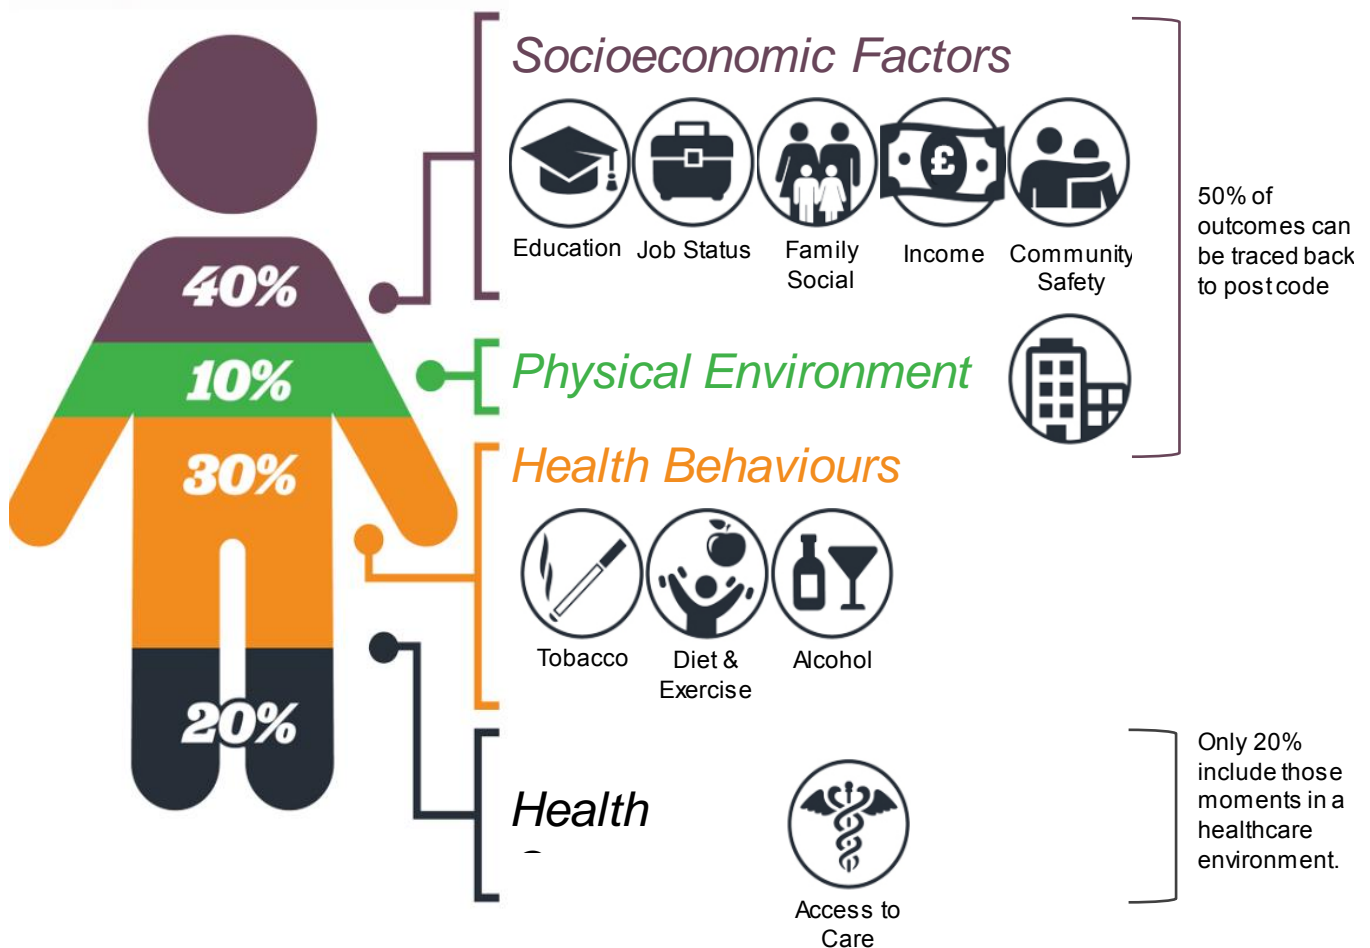 Socioeconomic Factors
£
Education
Job Status
Family
Social
Income
Community
Safety
40%
50% of
outcomes can
be traced back
to post code
Physical Environment
10%
Health Behaviours
30%
Tobacco
Diet &
Exercise
Alcohol
20%
Health
Only 20%
include those
moments in a
healthcare
environment.
Access to
Care